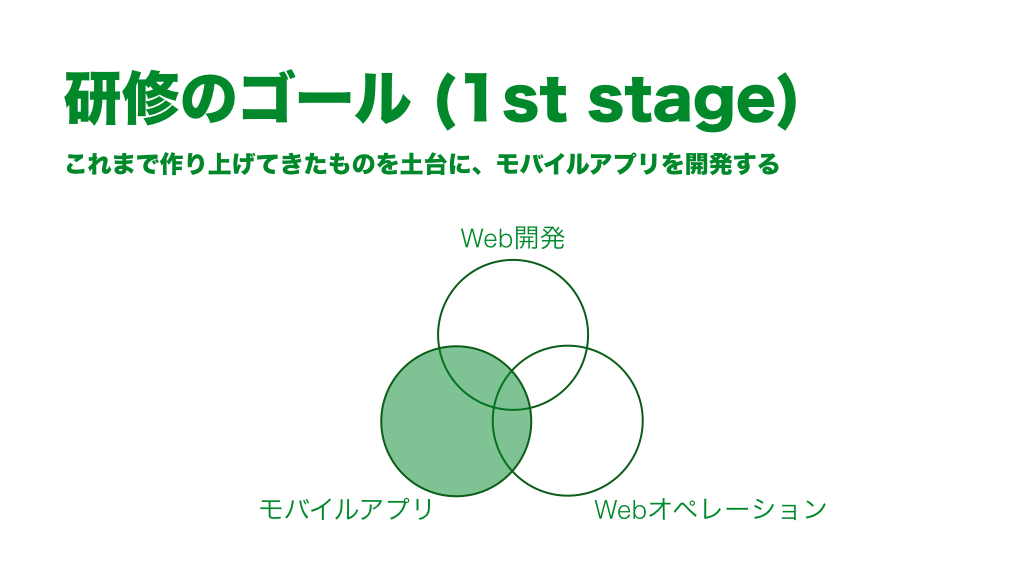 研修のゴール (1st stage)
これまで作り上げてきたものを土台に、モバイルアプリを開発する
Web開発
モバイルアプリ
Webオペレーション